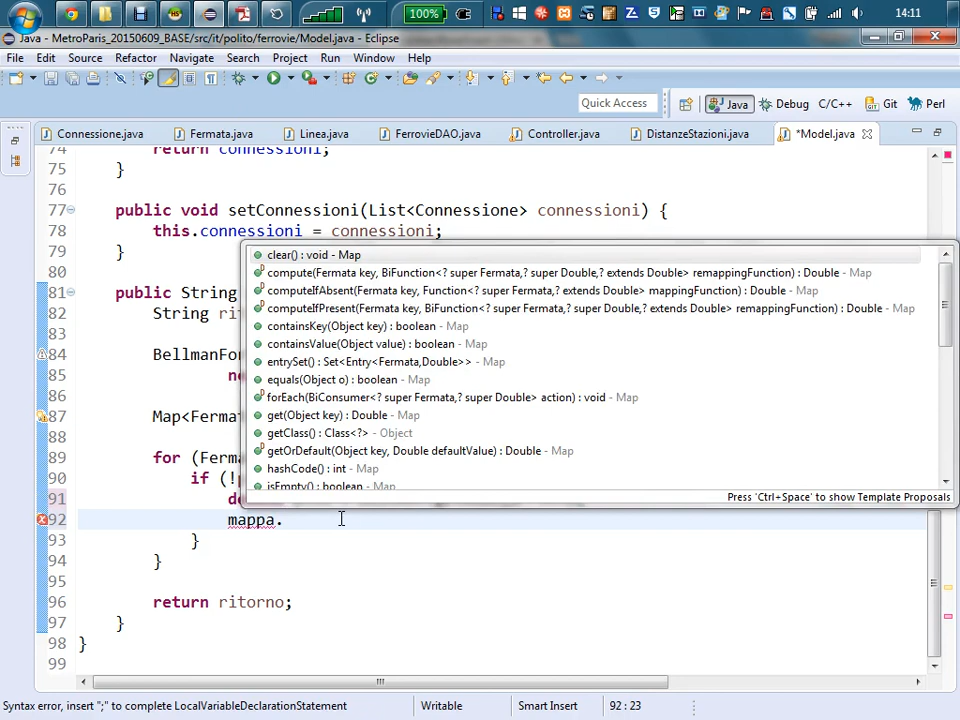 100%
14:11
Java - MetroParis_20150609_BASE/src/it/polito/ferrovie/Model.java - Eclipse
File Edit Source Refactor Navigate Search Project Run Window Help
Quick Access
Java Debug C/C++ Git Perl
Connessione.java Fermata.java Linea.java FerrovieDAO.java Controller.java DistanzeStazioni.java *Model.java
74 return connessioni;
75 }
76
77 public void setConnessioni(List<Connessione> connessioni) {
78 this.connessioni = connessioni;
79 }
80
81 public String
82 String rit
83
84 BellmanFor
85 ne
86
87 Map<Fermat
88
89 for (Ferma
90 if (!
91
92 mappa.
93 }
94 }
95
96 return ritorno;
97 }
98 }
99
clear() : void - Map
compute(Fermata key, BiFunction<? super Fermata,? super Double,? extends Double> remappingFunction) : Double - Map
computeIfAbsent(Fermata key, Function<? super Fermata,? extends Double> mappingFunction) : Double - Map
computeIfPresent(Fermata key, BiFunction<? super Fermata,? super Double,? extends Double> remappingFunction) : Double - Map
containsKey(Object key) : boolean - Map
containsValue(Object value) : boolean - Map
entrySet() : Set<Entry<Fermata,Double>> - Map
equals(Object o) : boolean - Map
forEach(BiConsumer<? super Fermata,? super Double> action) : void - Map
get(Object key) : Double - Map
getClass() : Class<?> - Object
getOrDefault(Object key, Double defaultValue) : Double - Map
hashCode() : int - Map
isEmpty() : boolean - Map
Press 'Ctrl+Space' to show Template Proposals
Syntax error, insert ";" to complete LocalVariableDeclarationStatement Writable Smart Insert 92 : 23